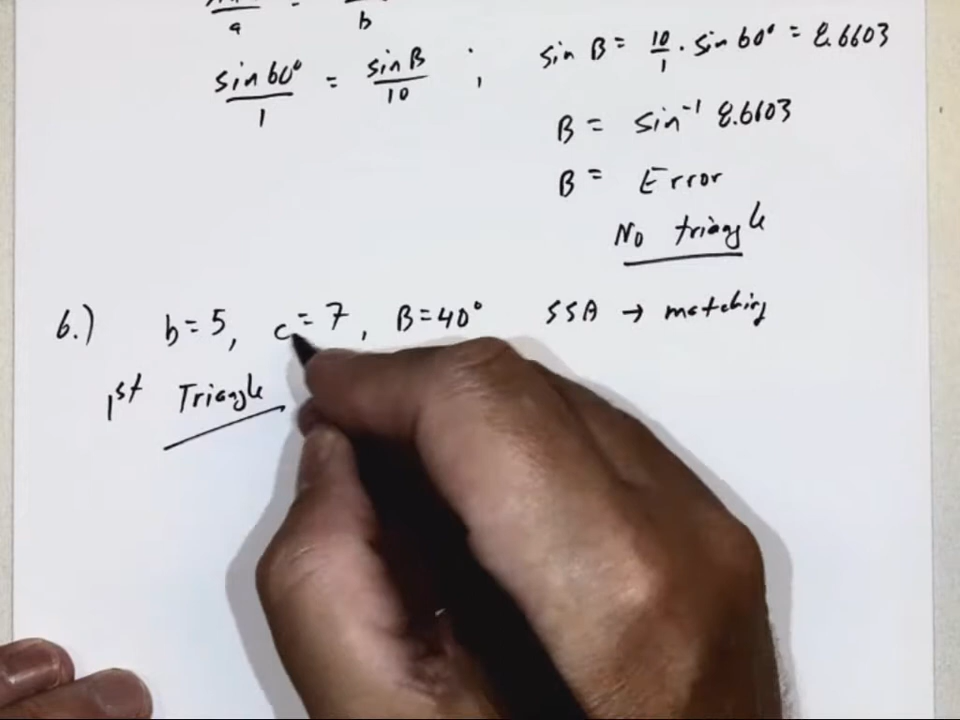 a b
sin 60° / 1 = sin B / 10 ; sin B = 10/1 · sin 60° = 8.6603
B = sin⁻¹ 8.6603
B = Error
No triangle
6.) b = 5, c = 7, B = 40° SSA → matching
1st Triangle